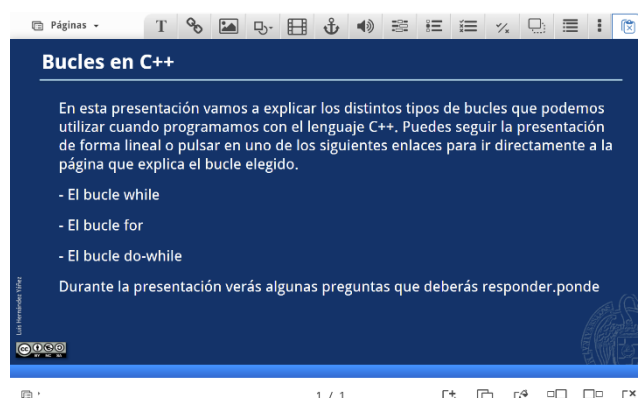 Páginas
Bucles en C++
En esta presentación vamos a explicar los distintos tipos de bucles que podemos
utilizar cuando programamos con el lenguaje C++. Puedes seguir la presentación
de forma lineal o pulsar en uno de los siguientes enlaces para ir directamente a la
página que explica el bucle elegido.
- El bucle while
- El bucle for
- El bucle do-while
Durante la presentación verás algunas preguntas que deberás responder.ponde
Luis Hernández Yáñez
BY NC SA
1 / 1